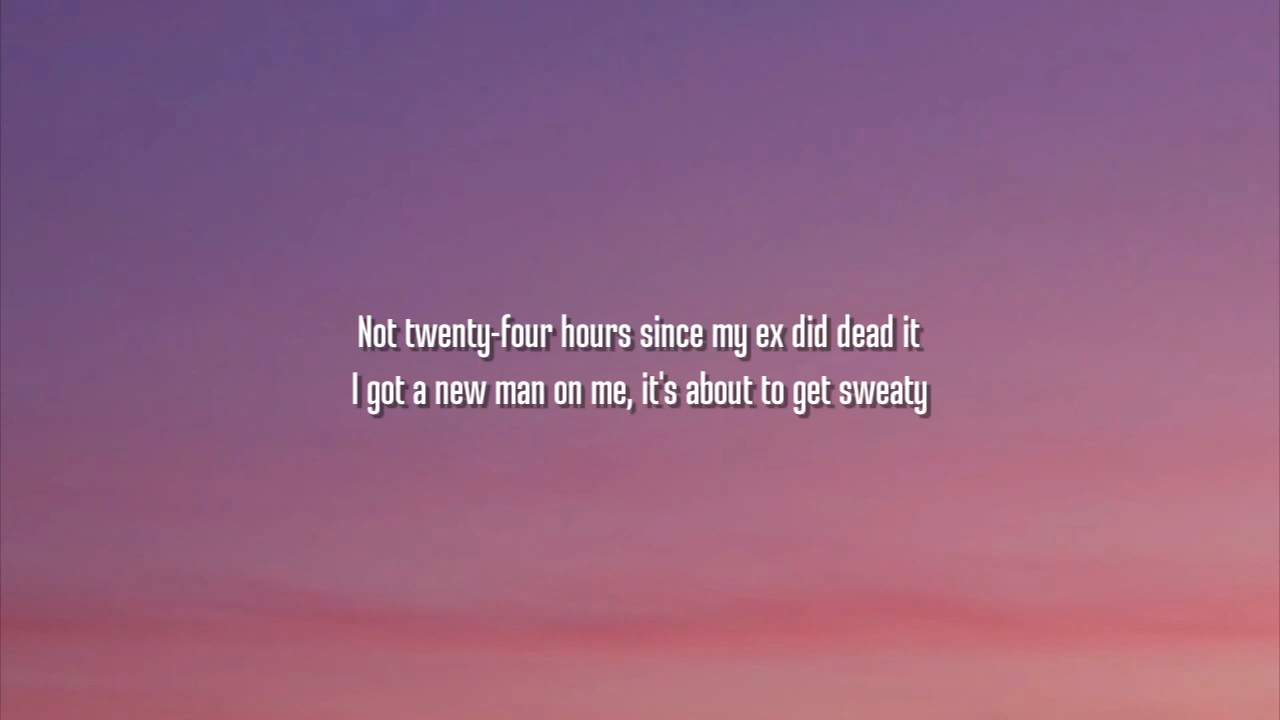 Not twenty-four hours since my ex did dead it
I got a new man on me, it's about to get sweaty